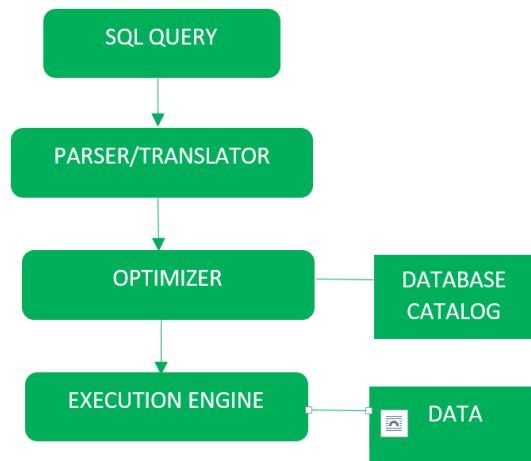 SQL QUERY
PARSER/TRANSLATOR
OPTIMIZER
DATABASE
CATALOG
EXECUTION ENGINE
DATA